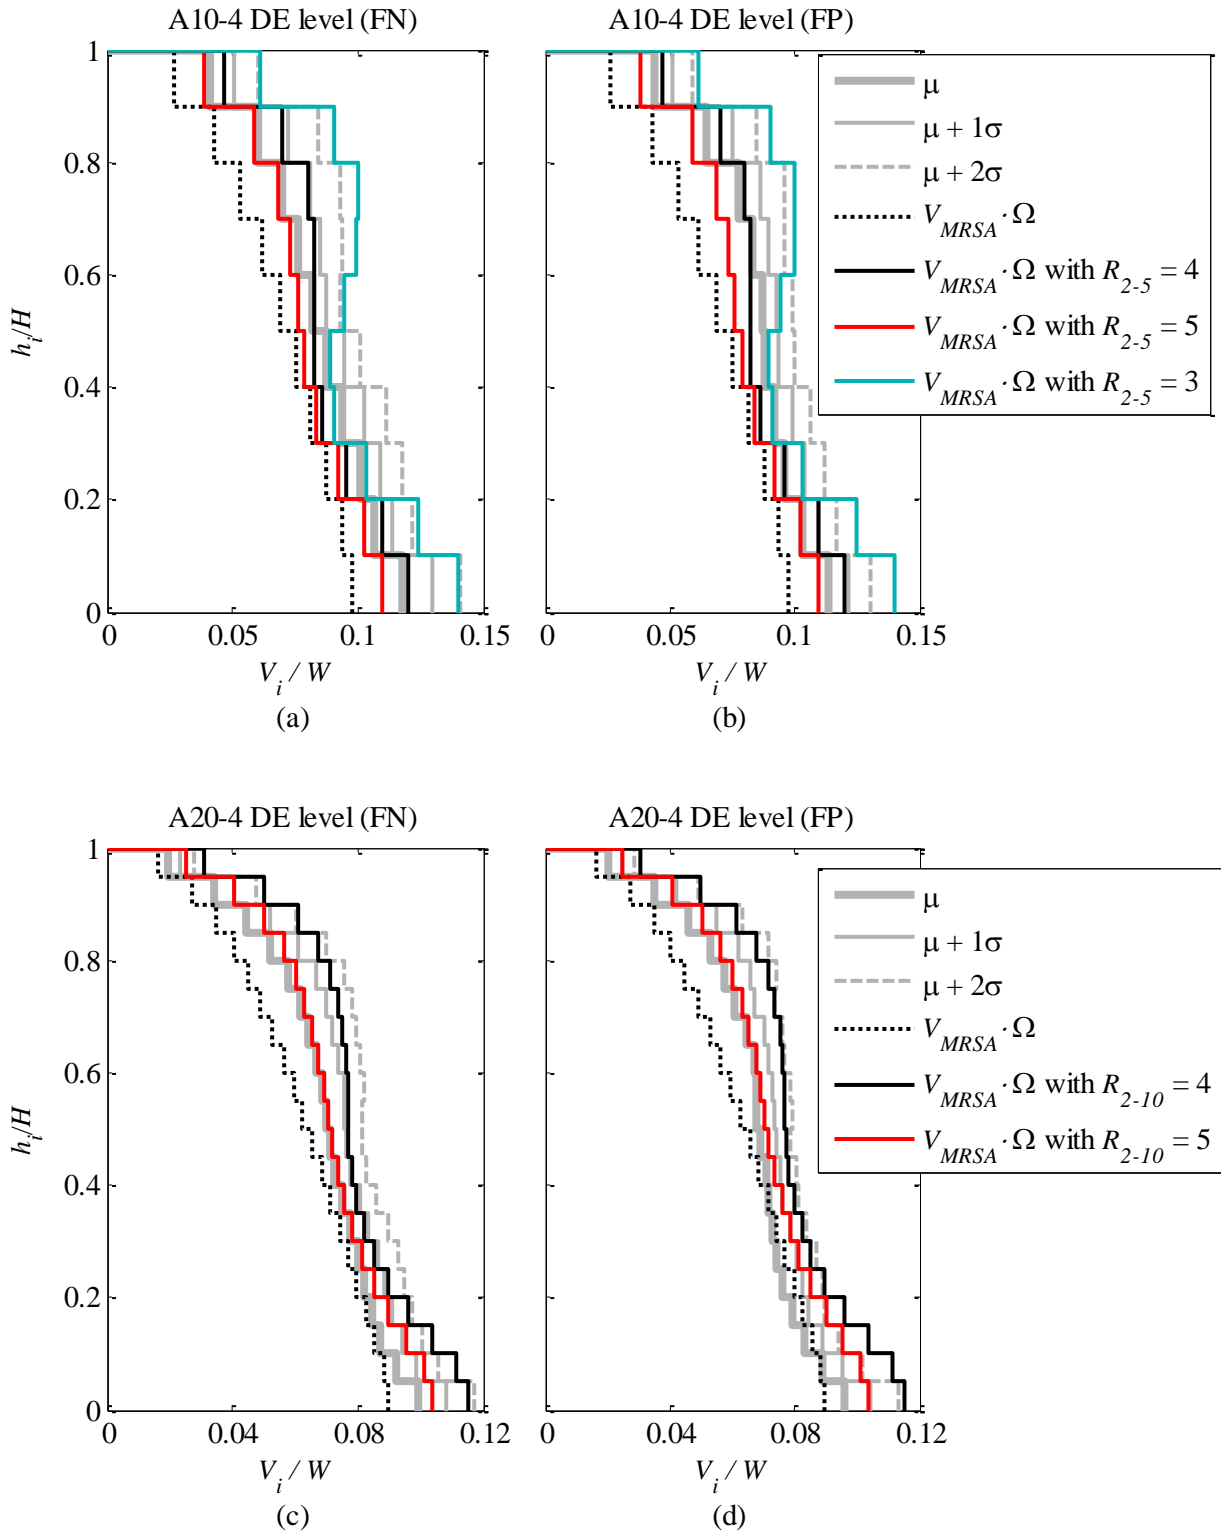 A10-4 DE level (FN)
A10-4 DE level (FP)
1
0.8
0.6
0.4
0.2
0
h_i/H
0 0.05 0.1 0.15
V_i / W
(a)
0 0.05 0.1 0.15
V_i / W
(b)
μ
μ + 1σ
μ + 2σ
V_MRSA · Ω
V_MRSA · Ω with R_2-5 = 4
V_MRSA · Ω with R_2-5 = 5
V_MRSA · Ω with R_2-5 = 3
A20-4 DE level (FN)
A20-4 DE level (FP)
1
0.8
0.6
0.4
0.2
0
h_i/H
0 0.04 0.08 0.12
V_i / W
(c)
0 0.04 0.08 0.12
V_i / W
(d)
μ
μ + 1σ
μ + 2σ
V_MRSA · Ω
V_MRSA · Ω with R_2-10 = 4
V_MRSA · Ω with R_2-10 = 5